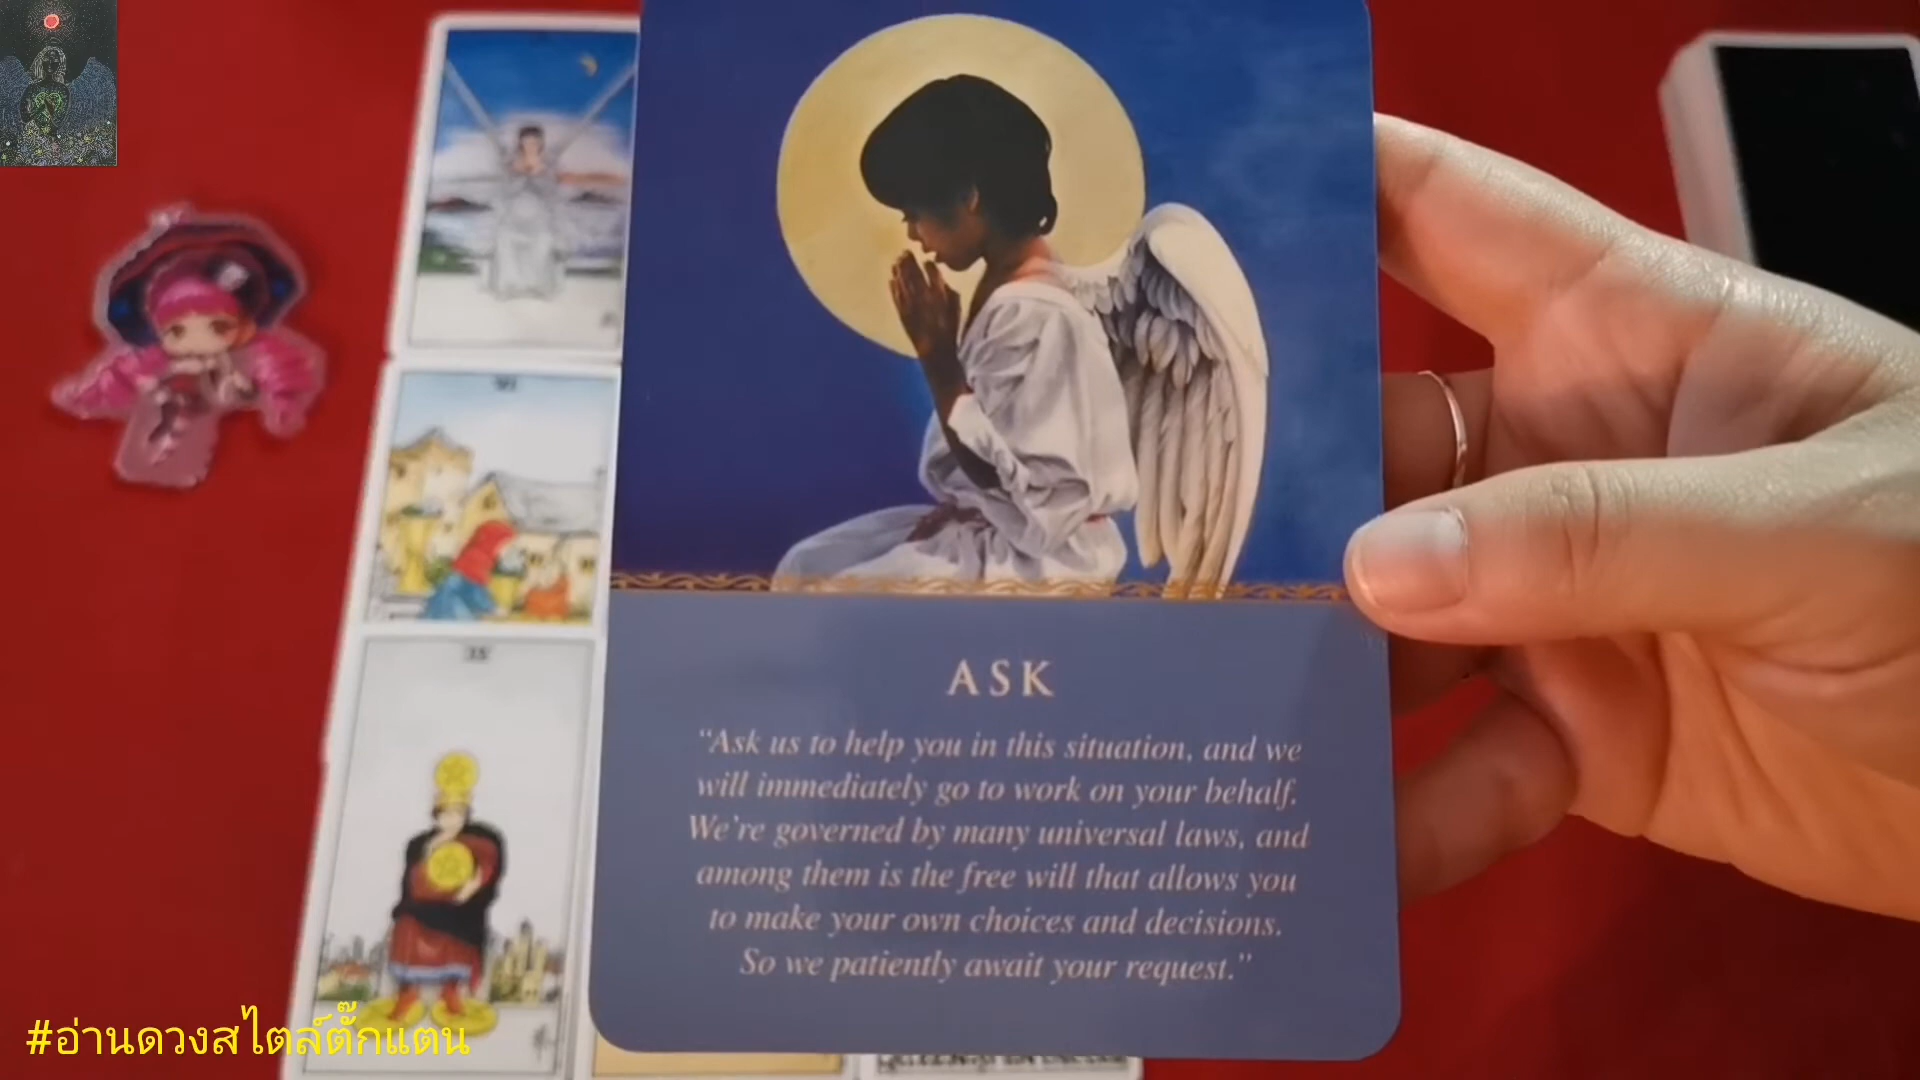 ASK
“Ask us to help you in this situation, and we
will immediately go to work on your behalf.
We're governed by many universal laws, and
among them is the free will that allows you
to make your own choices and decisions.
So we patiently await your request.”
#อ่านดวงสไตล์ตั๊กแตน